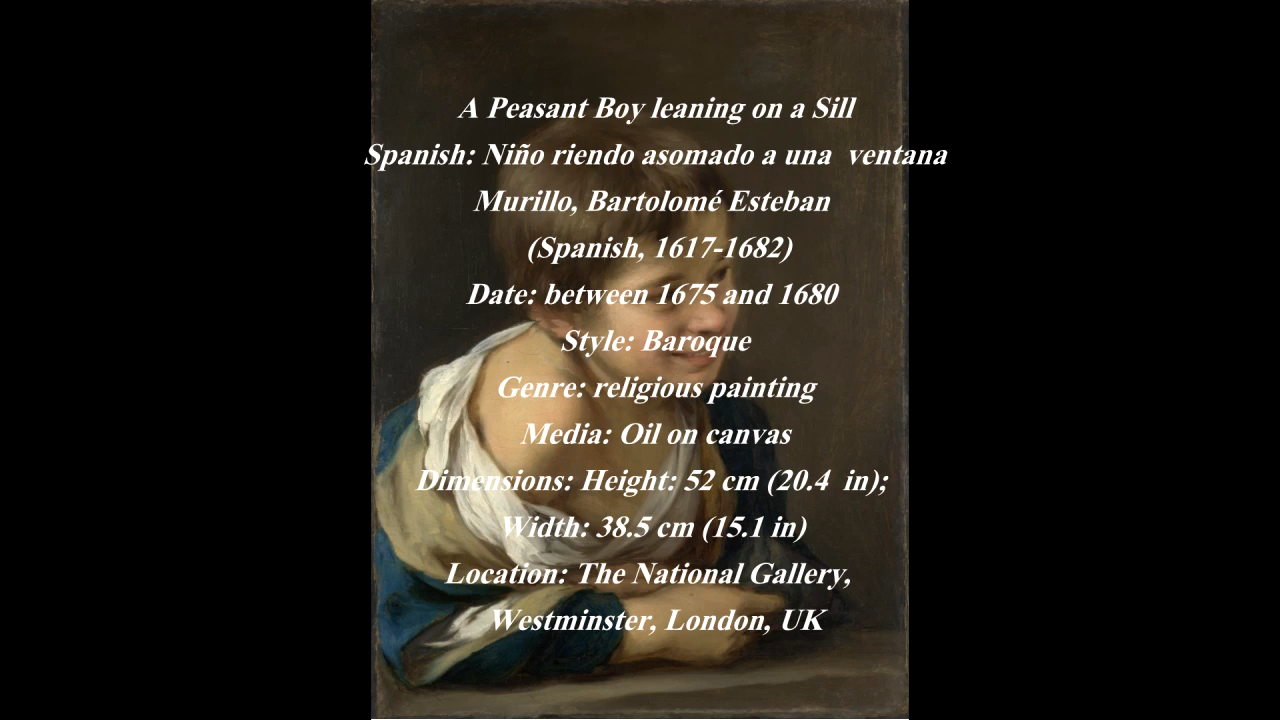 A Peasant Boy leaning on a Sill
Spanish: Niño riendo asomado a una  ventana
Murillo, Bartolomé Esteban
(Spanish, 1617-1682)
Date: between 1675 and 1680
Style: Baroque
Genre: religious painting
Media: Oil on canvas
Dimensions: Height: 52 cm (20.4  in);
Width: 38.5 cm (15.1 in)
Location: The National Gallery,
Westminster, London, UK